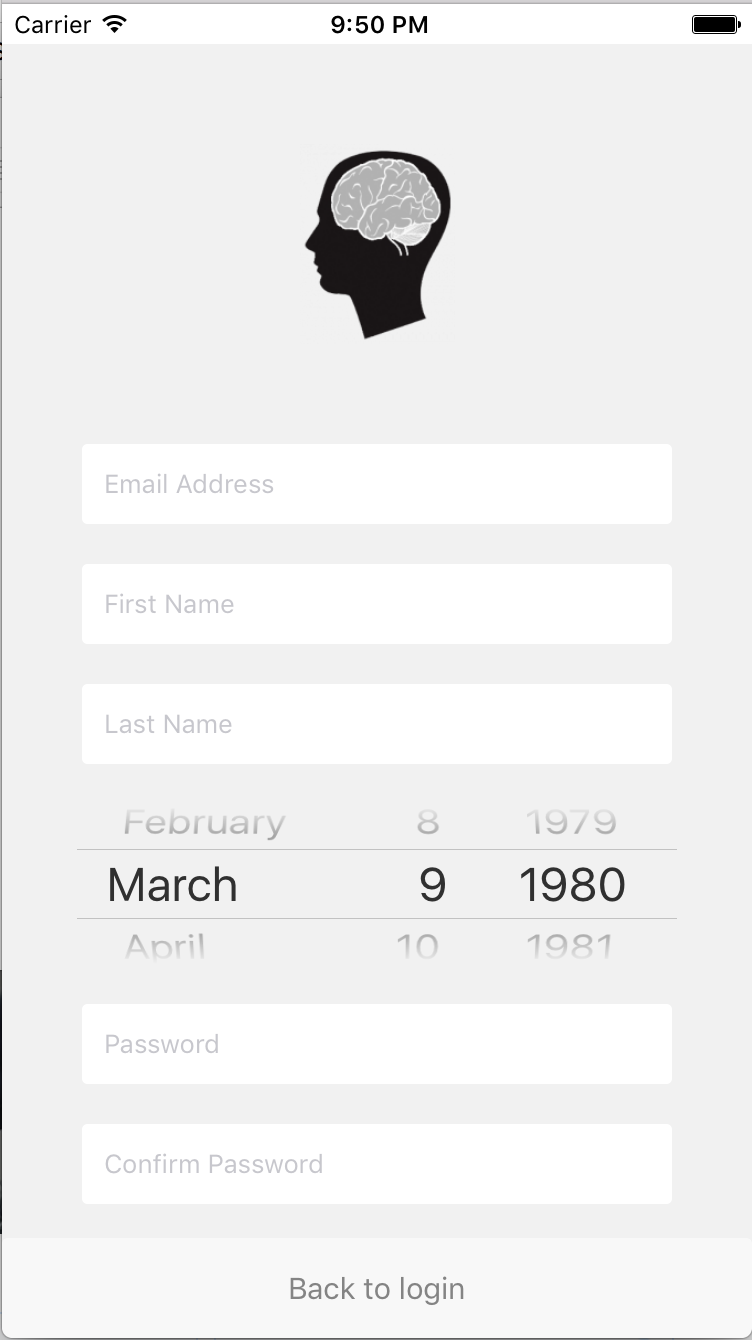 Carrier 9:50 PM
Email Address
First Name
Last Name
February 8 1979
March 9 1980
April 10 1981
Password
Confirm Password
Back to login